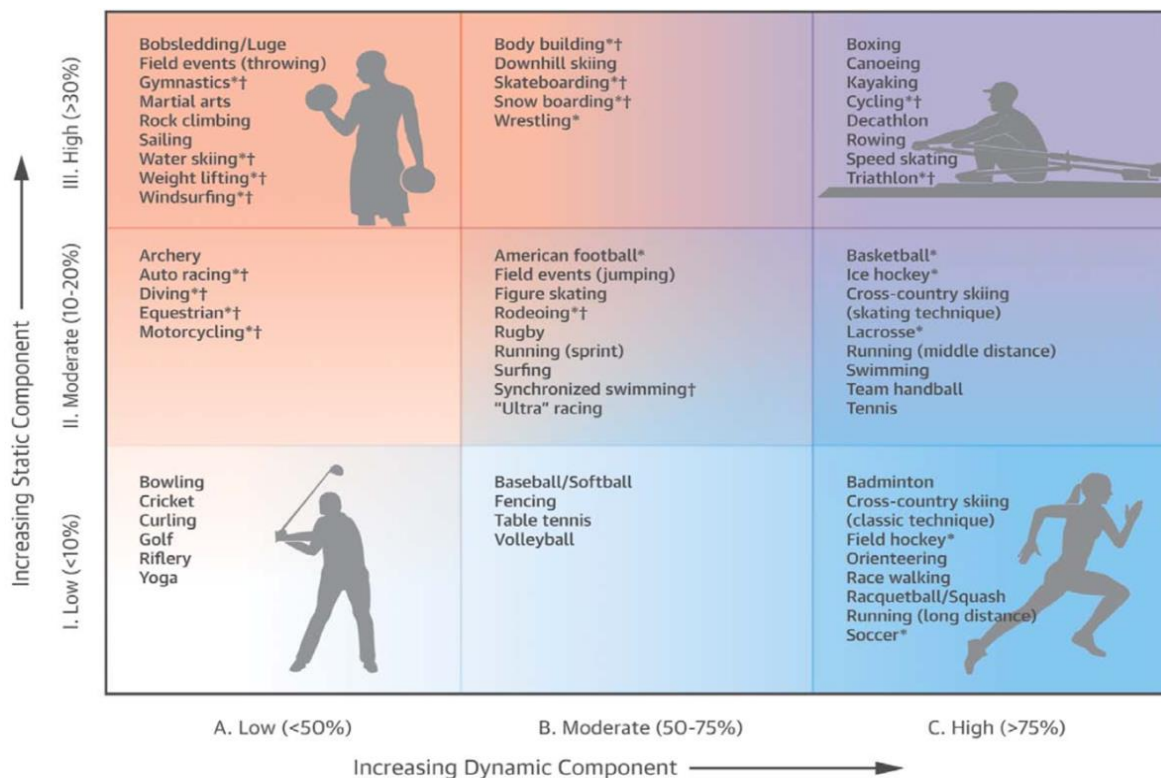 Increasing Static Component
III. High (>30%)
Bobsledding/Luge
Field events (throwing)
Gymnastics*†
Martial arts
Rock climbing
Sailing
Water skiing*†
Weight lifting*†
Windsurfing*†
Body building*†
Downhill skiing
Skateboarding*†
Snow boarding*†
Wrestling*
Boxing
Canoeing
Kayaking
Cycling*†
Decathlon
Rowing
Speed skating
Triathlon*†
II. Moderate (10-20%)
Archery
Auto racing*†
Diving*†
Equestrian*†
Motorcycling*†
American football*
Field events (jumping)
Figure skating
Rodeoing*†
Rugby
Running (sprint)
Surfing
Synchronized swimming†
"Ultra" racing
Basketball*
Ice hockey*
Cross-country skiing
(skating technique)
Lacrosse*
Running (middle distance)
Swimming
Team handball
Tennis
I. Low (<10%)
Bowling
Cricket
Curling
Golf
Riflery
Yoga
Baseball/Softball
Fencing
Table tennis
Volleyball
Badminton
Cross-country skiing
(classic technique)
Field hockey*
Orienteering
Race walking
Racquetball/Squash
Running (long distance)
Soccer*
A. Low (<50%)
B. Moderate (50-75%)
C. High (>75%)
Increasing Dynamic Component